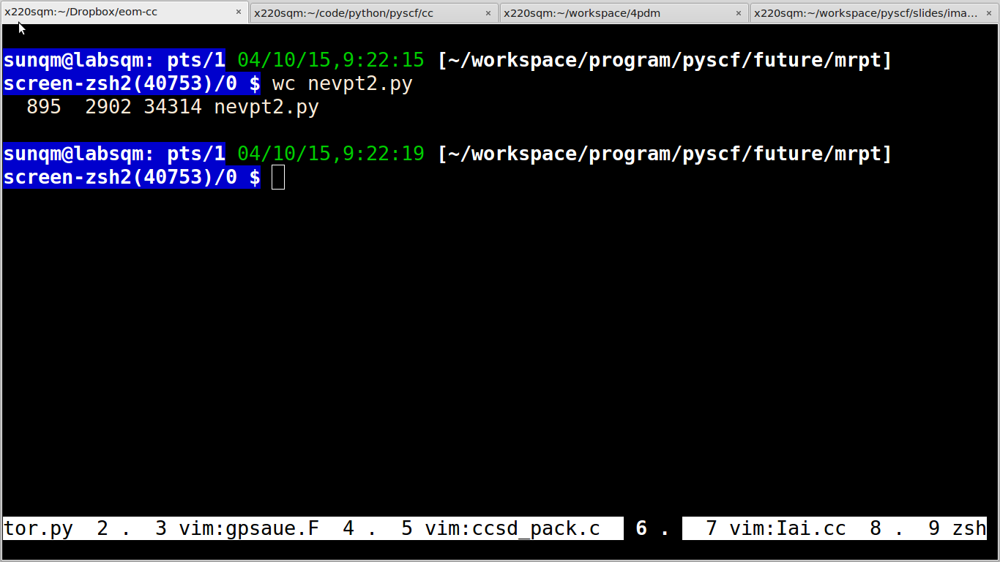 x220sqm:~/Dropbox/eom-cc × x220sqm:~/code/python/pyscf/cc × x220sqm:~/workspace/4pdm × x220sqm:~/workspace/pyscf/slides/ima... ×
sunqm@labsqm: pts/1 04/10/15,9:22:15 [~/workspace/program/pyscf/future/mrpt]
screen-zsh2(40753)/0 $ wc nevpt2.py
895 2902 34314 nevpt2.py
sunqm@labsqm: pts/1 04/10/15,9:22:19 [~/workspace/program/pyscf/future/mrpt]
screen-zsh2(40753)/0 $
tor.py 2 . 3 vim:gpsaue.F 4 . 5 vim:ccsd_pack.c 6 . 7 vim:Iai.cc 8 . 9 zsh